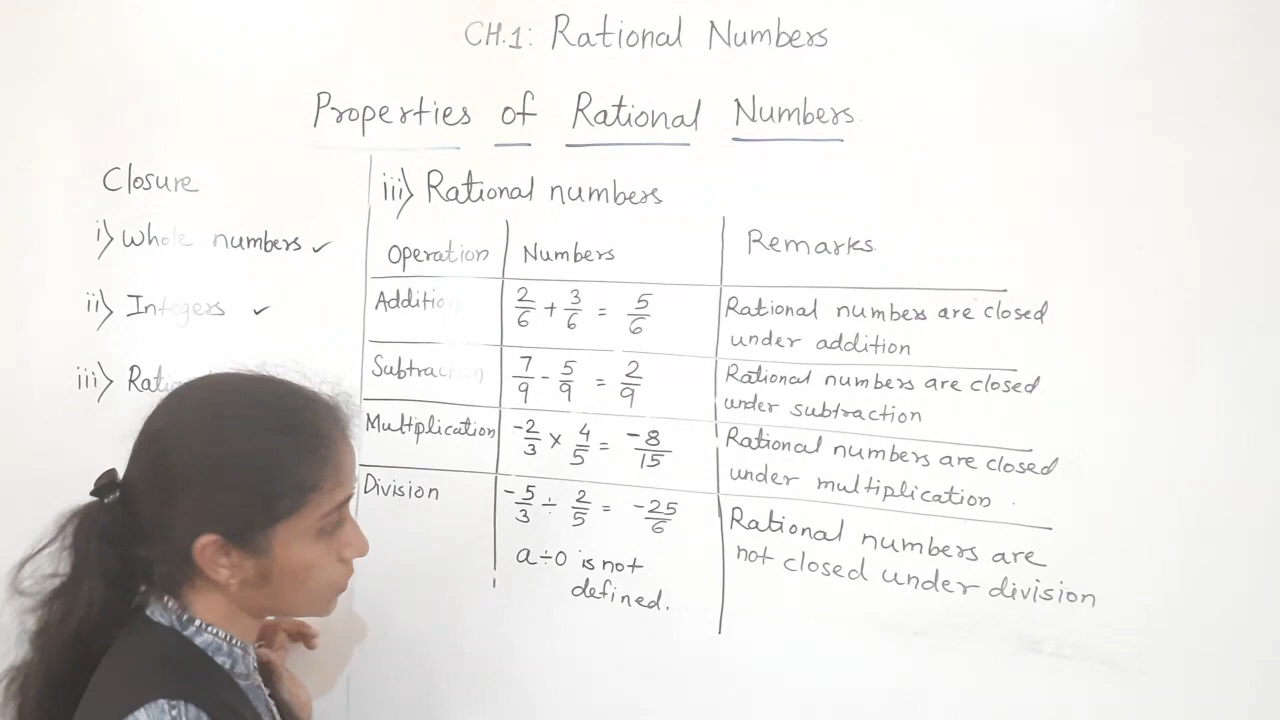 CH.1: Rational Numbers
Properties of Rational Numbers.
Closure
i) Whole numbers ✓
ii) Integers ✓
iii)
iii) Rational numbers
Operation Numbers Remarks.
Addition 2/6 + 3/6 = 5/6 Rational numbers are closed
under addition
Subtraction 7/9 - 5/9 = 2/9 Rational numbers are closed
under subtraction
Multiplication -2/3 × 4/5 = -8/15 Rational numbers are closed
under multiplication.
Division -5/3 ÷ 2/5 = -25/6 Rational numbers are
not closed under division
a÷0 is not
defined.